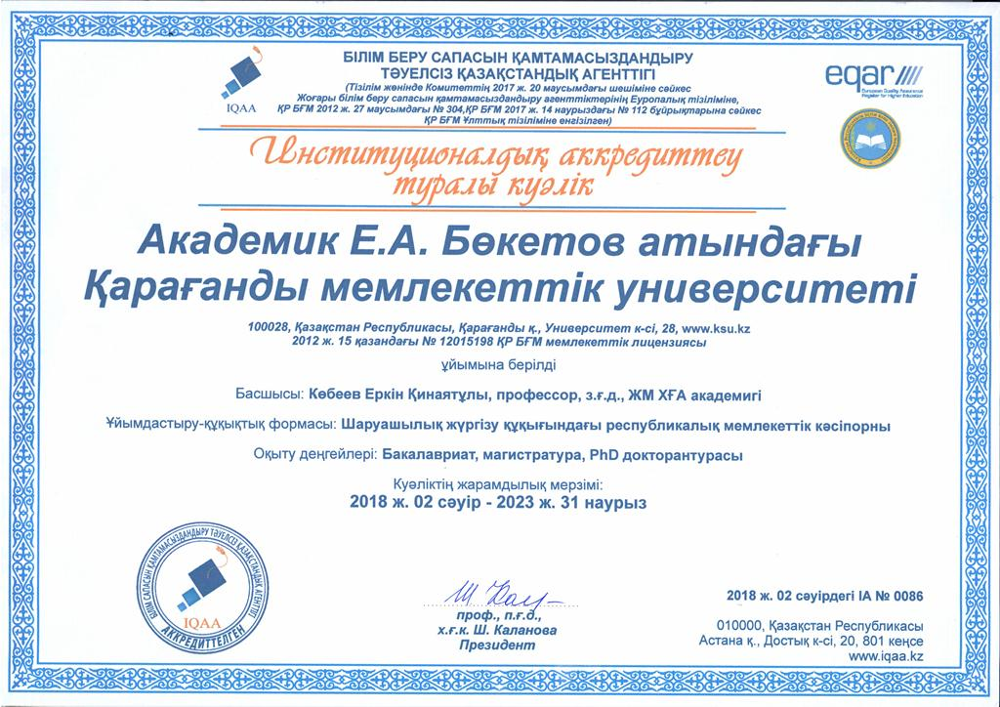 БІЛІМ БЕРУ САПАСЫН ҚАМТАМАСЫЗДАНДЫРУ
ТӘУЕЛСІЗ ҚАЗАҚСТАНДЫҚ АГЕНТТІГІ
(Тізілім жөнінде Комитеттің 2017 ж. 20 маусымдағы шешіміне сәйкес
Жоғары білім беру сапасын қамтамасыздандыру агенттіктерінің Еуропалық тізіліміне,
ҚР БҒМ 2012 ж. 27 маусымдағы № 304,ҚР БҒМ 2017 ж. 14 наурыздағы № 112 бұйрықтарына сәйкес
ҚР БҒМ Ұлттық тізіліміне енгізілген)
IQAA
eqar
European Quality Assurance
Register for Higher Education
Институционалдық аккредиттеу
туралы куәлік
Академик Е.А. Бөкетов атындағы
Қарағанды мемлекеттік университеті
100028, Қазақстан Республикасы, Қарағанды қ., Университет к-сі, 28, www.ksu.kz
2012 ж. 15 қазандағы № 12015198 ҚР БҒМ мемлекеттік лицензиясы
ұйымына берілді
Басшысы: Көбеев Еркін Қинаятұлы, профессор, з.ғ.д., ЖМ ХҒА академигі
Ұйымдастыру-құқықтық формасы: Шаруашылық жүргізу құқығындағы республикалық мемлекеттік кәсіпорны
Оқыту деңгейлері: Бакалавриат, магистратура, PhD докторантурасы
Куәліктің жарамдылық мерзімі:
2018 ж. 02 сәуір - 2023 ж. 31 наурыз
БІЛІМ САПАСЫН ҚАМТАМАСЫЗДАНДЫРУ ТӘУЕЛСІЗ ҚАЗАҚСТАНДЫҚ АГЕНТТІГІ
IQAA
АККРЕДИТТЕЛГЕН
проф., п.ғ.д.,
х.ғ.к. Ш. Каланова
Президент
2018 ж. 02 сәуірдегі IA № 0086
010000, Қазақстан Республикасы
Астана қ., Достық к-сі, 20, 801 кеңсе
www.iqaa.kz